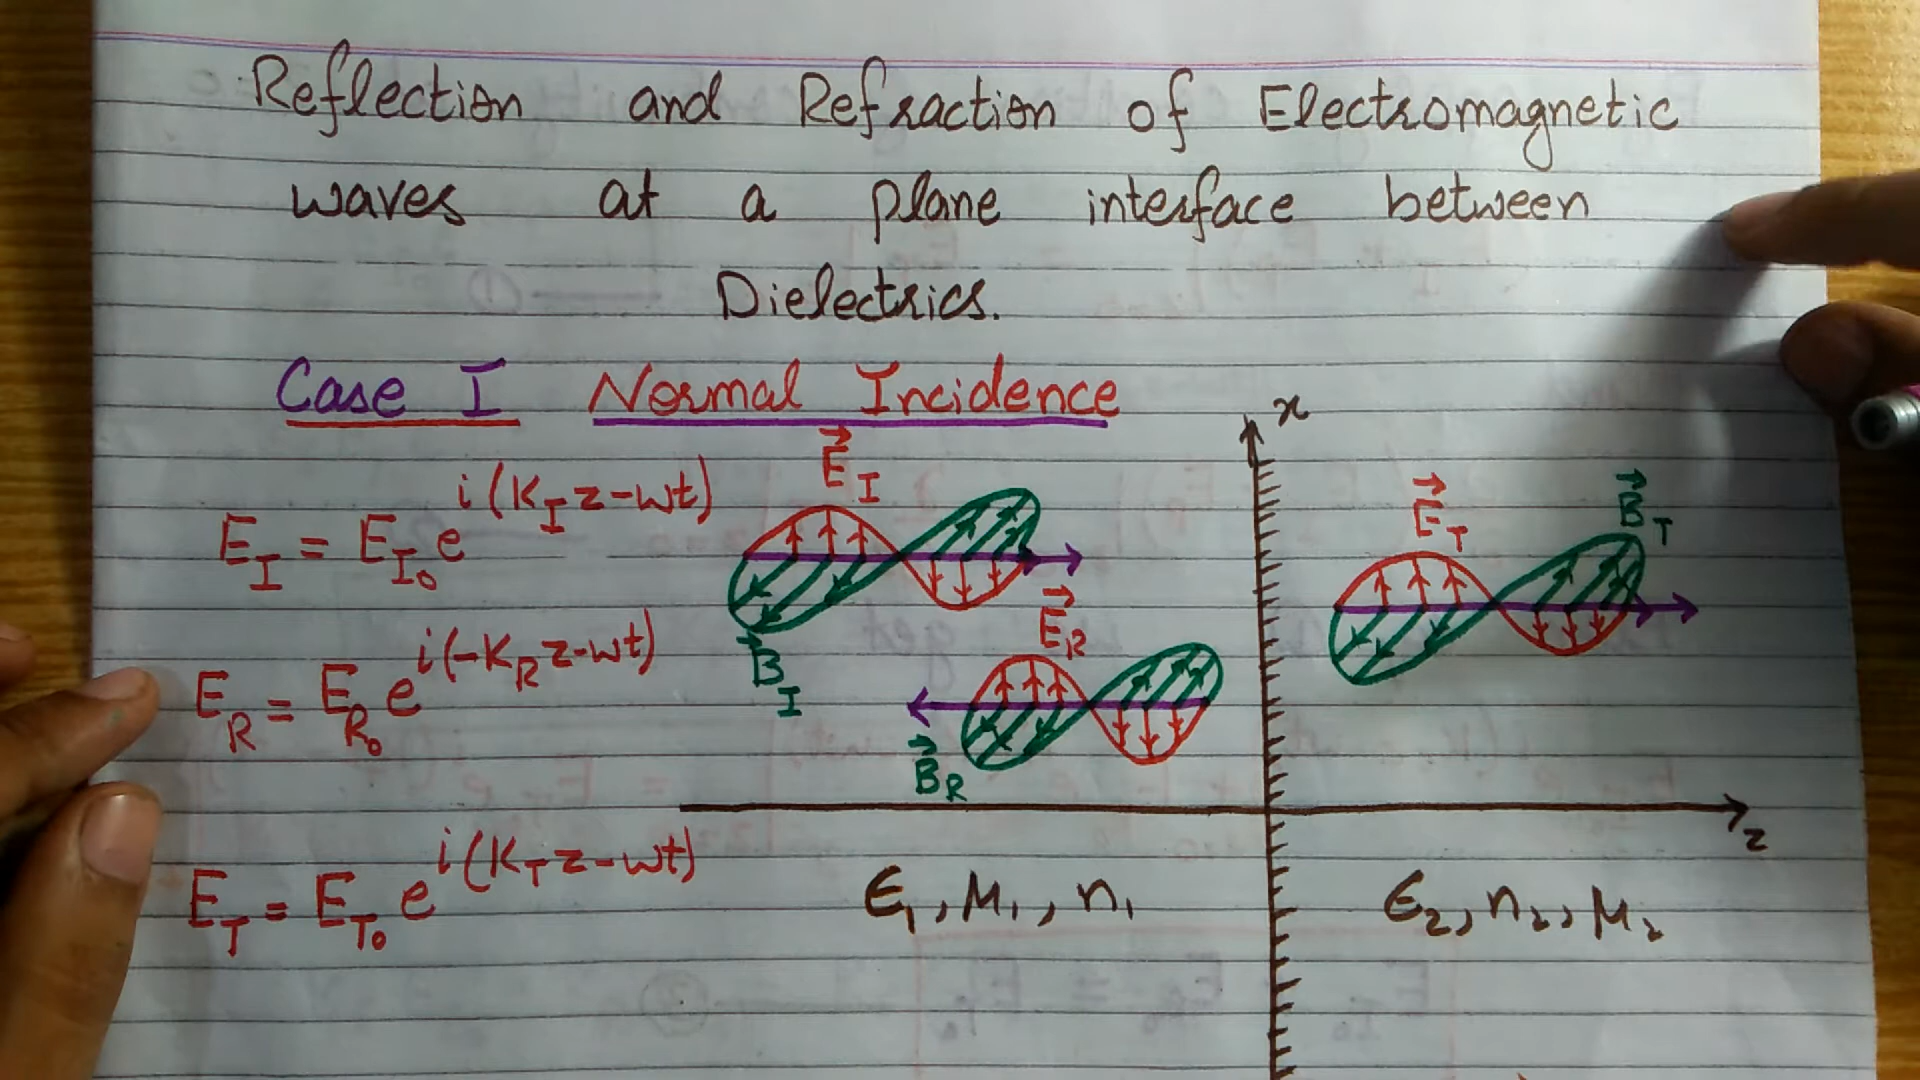 Reflection and Refraction of Electromagnetic
waves at a plane interface between
Dielectrics.
Case I Normal Incidence
x
E_I = E_I₀ e^i(K_I z-wt)
→E_I
→E_T
→B_T
→B_I
→E_R
E_R = E_R₀ e^i(-K_R z-wt)
→B_R
z
E_T = E_T₀ e^i(K_T z-wt)
ϵ₁, μ₁, n₁
ϵ₂, n₂, μ₂